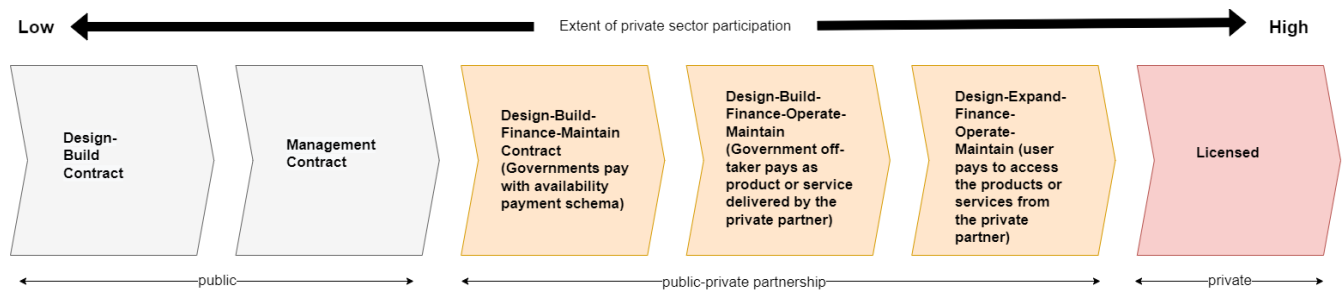 Low
Extent of private sector participation
High
Design-
Build
Contract
Management
Contract
Design-Build-
Finance-Maintain
Contract
(Governments pay
with availability
payment schema)
Design-Build-
Finance-Operate-
Maintain
(Government off-
taker pays as
product or service
delivered by the
private partner)
Design-Expand-
Finance-
Operate-
Maintain (user
pays to access
the products or
services from
the private
partner)
Licensed
public
public-private partnership
private